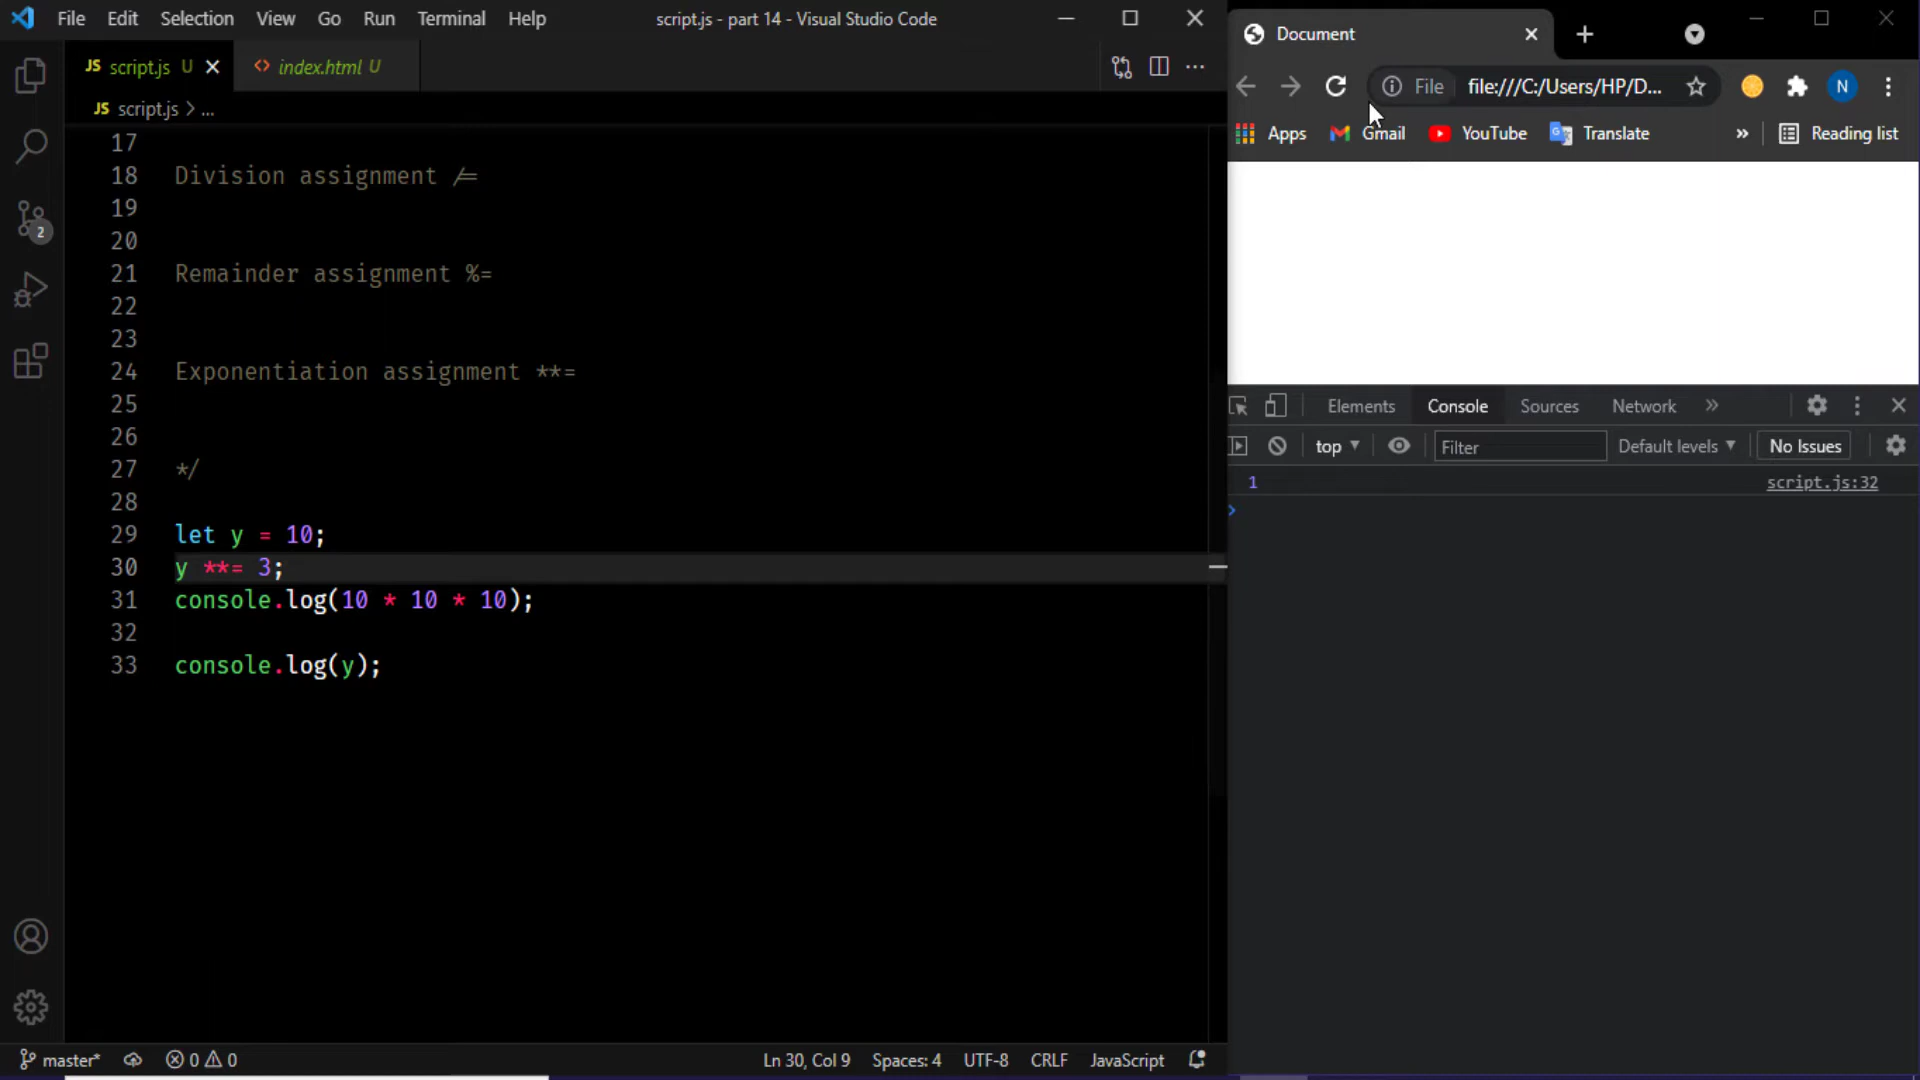 File Edit Selection View Go Run Terminal Help script.js - part 14 - Visual Studio Code
JS script.js U index.html U
JS script.js > ...
17
18 Division assignment /=
19
20
21 Remainder assignment %=
22
23
24 Exponentiation assignment **=
25
26
27 */
28
29 let y = 10;
30 y **= 3;
31 console.log(10 * 10 * 10);
32
33 console.log(y);
2
master* 0 0 Ln 30, Col 9 Spaces: 4 UTF-8 CRLF JavaScript
Document
File file:///C:/Users/HP/D... N
Apps Gmail YouTube Translate » Reading list
Elements Console Sources Network »
top Filter Default levels No Issues
1 script.js:32